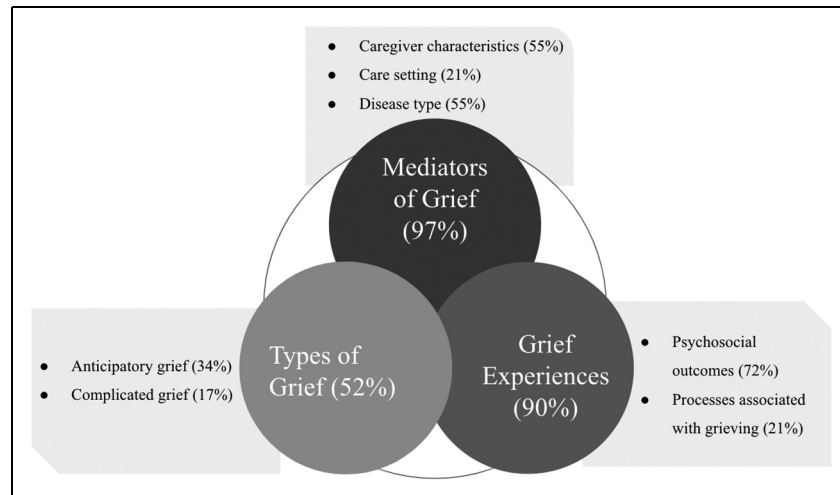 ● Caregiver characteristics (55%)
● Care setting (21%)
● Disease type (55%)
Mediators
of Grief
(97%)
Types of
Grief (52%)
● Anticipatory grief (34%)
● Complicated grief (17%)
Grief
Experiences
(90%)
● Psychosocial
outcomes (72%)
● Processes associated
with grieving (21%)